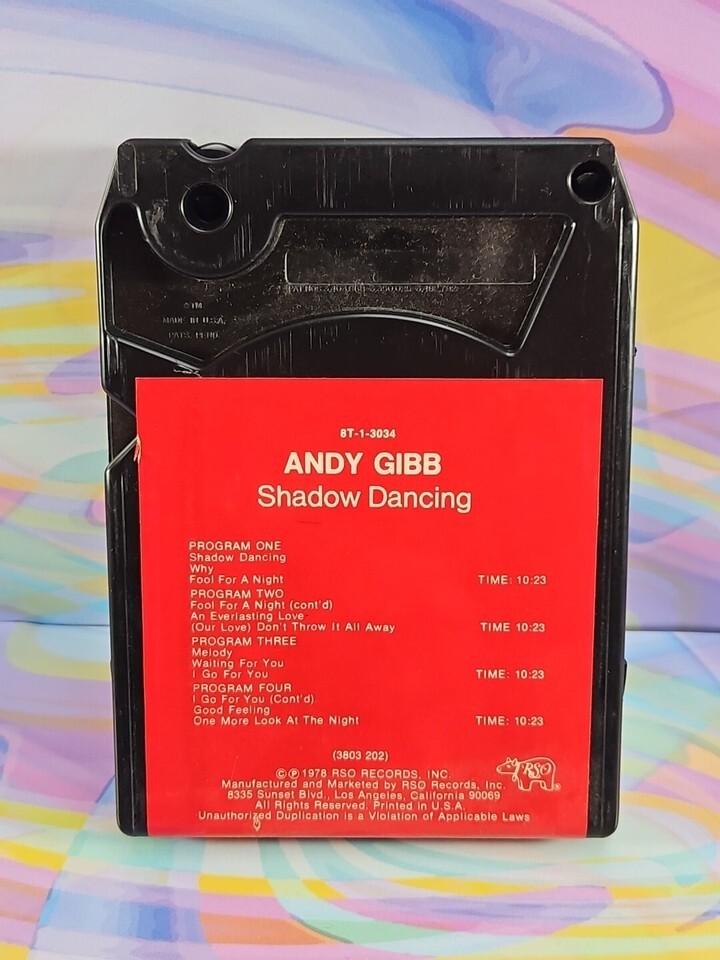 ©TM
MADE IN U.S.A.
PATS. PEND.
8T-1-3034
ANDY GIBB
Shadow Dancing
PROGRAM ONE
Shadow Dancing
Why
Fool For A Night TIME: 10:23
PROGRAM TWO
Fool For A Night (cont'd)
An Everlasting Love
(Our Love) Don't Throw It All Away TIME 10:23
PROGRAM THREE
Melody
Waiting For You
I Go For You TIME: 10:23
PROGRAM FOUR
I Go For You (Cont'd)
Good Feeling
One More Look At The Night TIME: 10:23
(3803 202)
©℗ 1978 RSO RECORDS, INC.
Manufactured and Marketed by RSO Records, Inc.
8335 Sunset Blvd., Los Angeles, California 90069
All Rights Reserved. Printed in U.S.A.
Unauthorized Duplication is a Violation of Applicable Laws
RSO ®